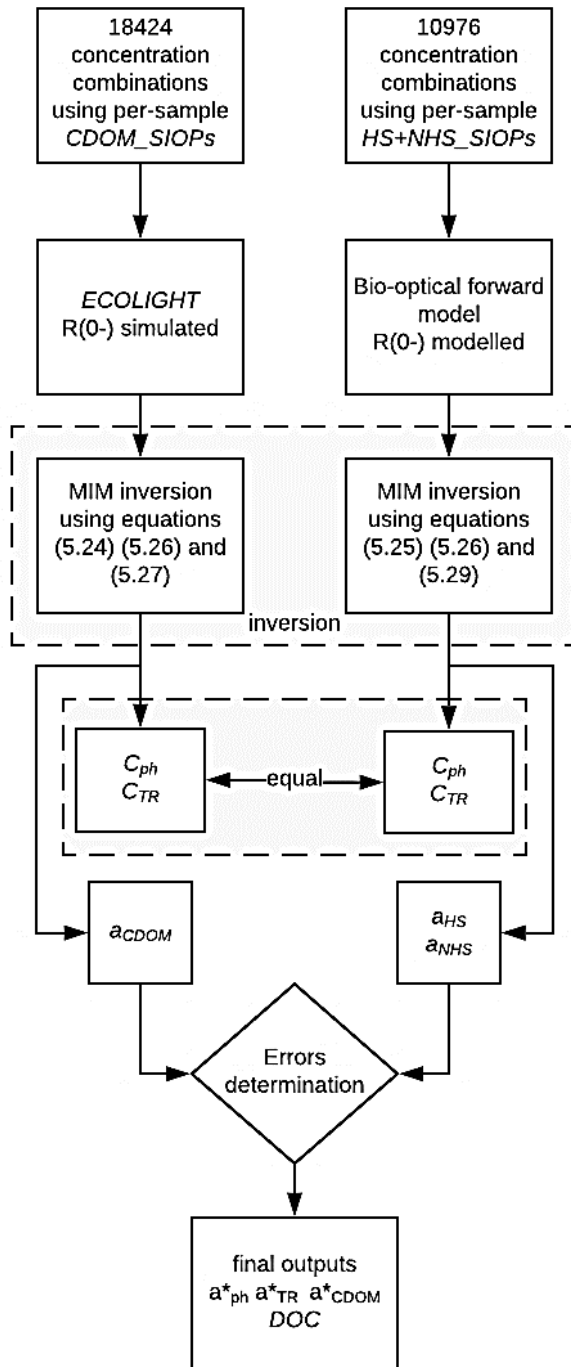 18424
concentration
combinations
using per-sample
CDOM_SIOPs
10976
concentration
combinations
using per-sample
HS+NHS_SIOPs
ECOLIGHT
R(0-) simulated
Bio-optical forward
model
R(0-) modelled
MIM inversion
using equations
(5.24) (5.26) and
(5.27)
MIM inversion
using equations
(5.25) (5.26) and
(5.29)
inversion
Cph
CTR
equal
Cph
CTR
aCDOM
aHS
aNHS
Errors
determination
final outputs
a*ph a*TR a*CDOM
DOC